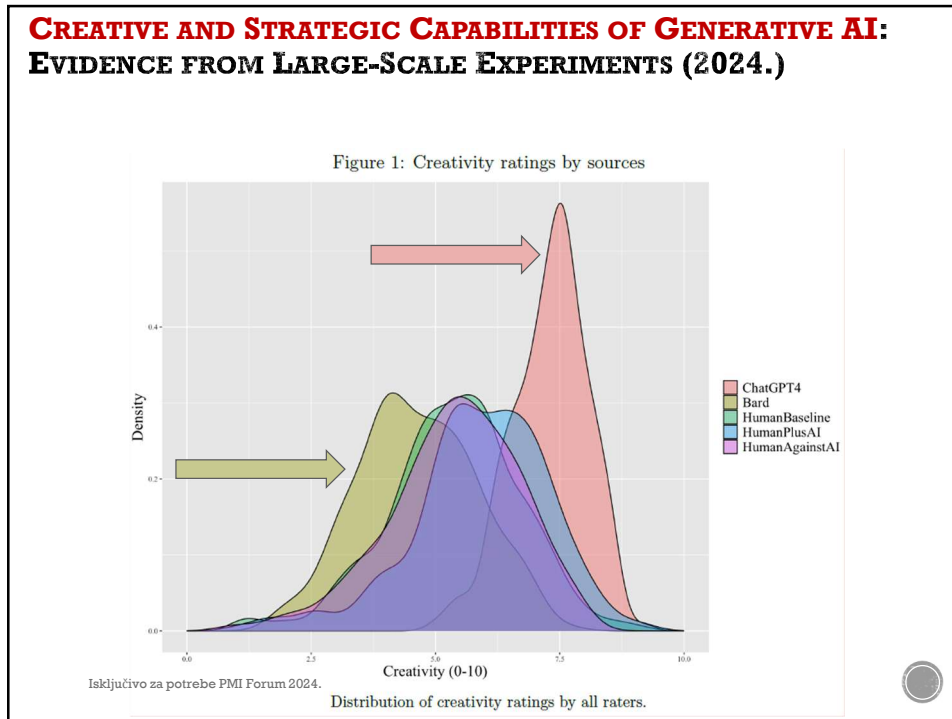 CREATIVE AND STRATEGIC CAPABILITIES OF GENERATIVE AI:
EVIDENCE FROM LARGE-SCALE EXPERIMENTS (2024.)
Figure 1: Creativity ratings by sources
Density
0.4
0.2
0.0
0.0 2.5 5.0 7.5 10.0
Creativity (0-10)
ChatGPT4
Bard
HumanBaseline
HumanPlusAI
HumanAgainstAI
Isključivo za potrebe PMI Forum 2024.
Distribution of creativity ratings by all raters.